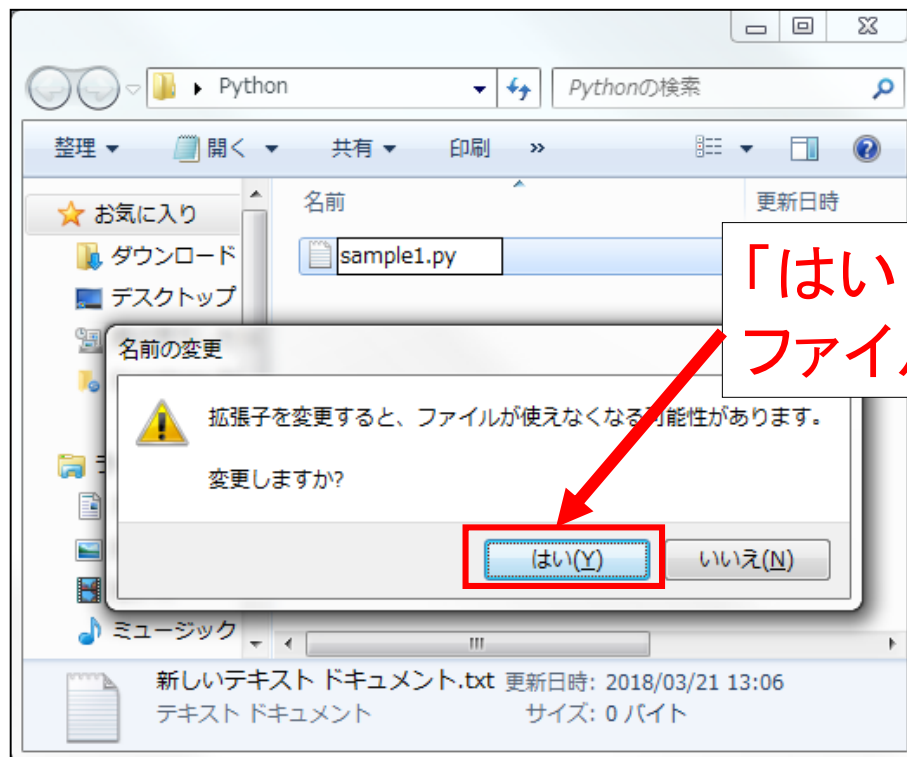 Python
Pythonの検索
整理 開く 共有 印刷 »
お気に入り
ダウンロード
デスクトップ
名前 更新日時
sample1.py
「はい
ファイル
名前の変更
拡張子を変更すると、ファイルが使えなくなる可能性があります。
変更しますか?
はい(Y) いいえ(N)
ミュージック
新しいテキスト ドキュメント.txt 更新日時: 2018/03/21 13:06
テキスト ドキュメント サイズ: 0 バイト